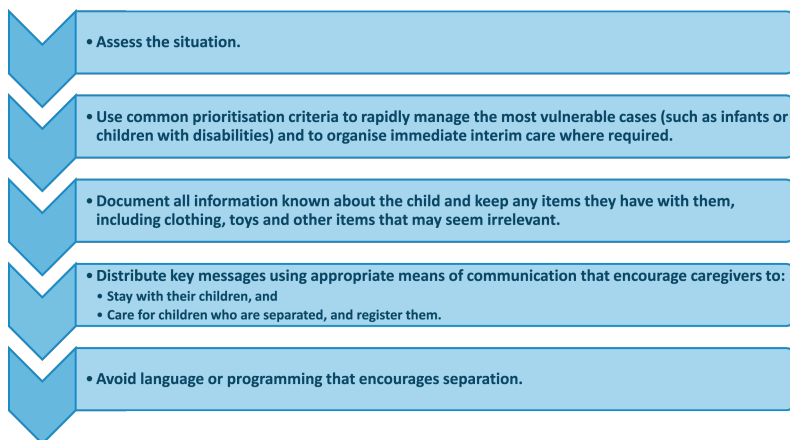 • Assess the situation.
• Use common prioritisation criteria to rapidly manage the most vulnerable cases (such as infants or
children with disabilities) and to organise immediate interim care where required.
• Document all information known about the child and keep any items they have with them,
including clothing, toys and other items that may seem irrelevant.
• Distribute key messages using appropriate means of communication that encourage caregivers to:
• Stay with their children, and
• Care for children who are separated, and register them.
• Avoid language or programming that encourages separation.